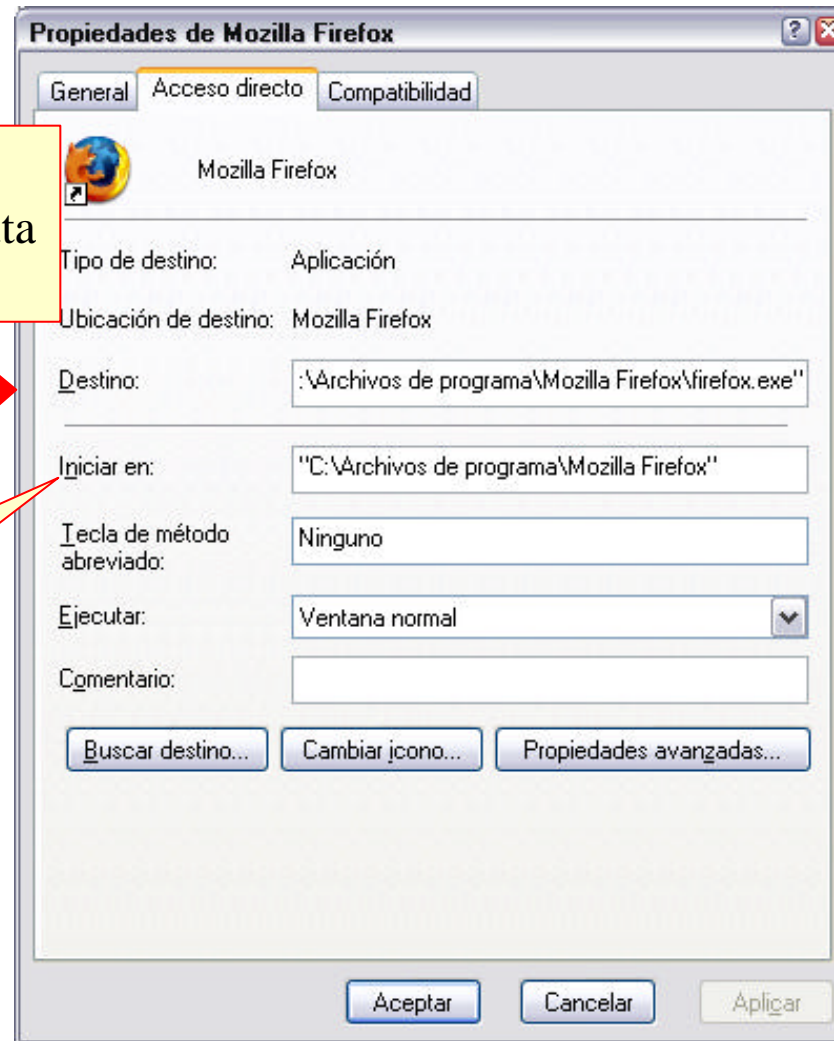 Propiedades de Mozilla Firefox
General Acceso directo Compatibilidad
Mozilla Firefox
Tipo de destino: Aplicación
Ubicación de destino: Mozilla Firefox
Destino: :\Archivos de programa\Mozilla Firefox\firefox.exe"
Iniciar en: "C:\Archivos de programa\Mozilla Firefox"
Tecla de método
abreviado: Ninguno
Ejecutar: Ventana normal
Comentario:
Buscar destino... Cambiar icono... Propiedades avanzadas...
Aceptar Cancelar Aplicar